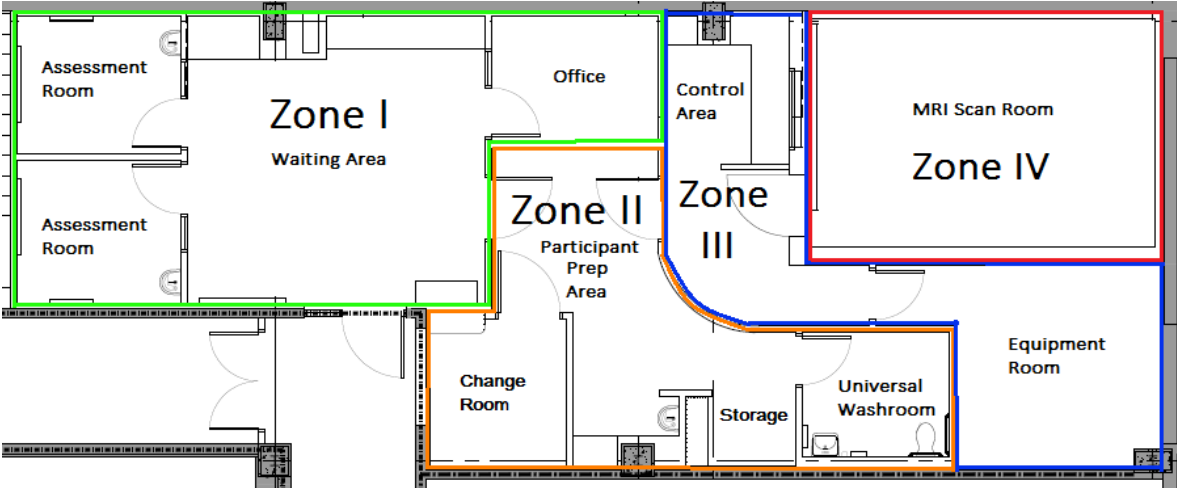 Assessment
Room
Zone I
Waiting Area
Office
Assessment
Room
Zone II
Participant
Prep
Area
Change
Room
Storage
Universal
Washroom
Control
Area
Zone
III
Equipment
Room
MRI Scan Room
Zone IV